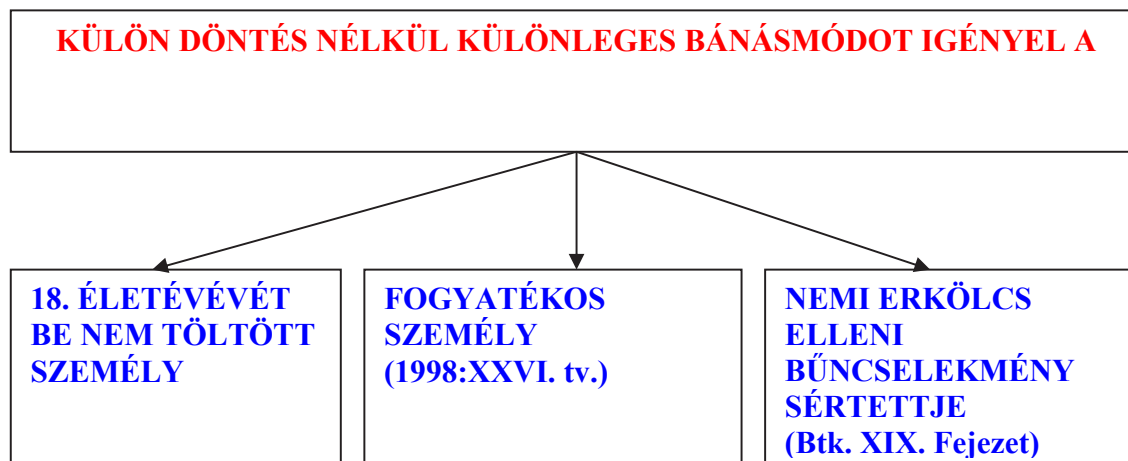 KÜLÖN DÖNTÉS NÉLKÜL KÜLÖNLEGES BÁNÁSMÓDOT IGÉNYEL A
18. ÉLETÉVÉVÉT
BE NEM TÖLTÖTT
SZEMÉLY
FOGYATÉKOS
SZEMÉLY
(1998:XXVI. tv.)
NEMI ERKÖLCS
ELLENI
BŰNCSELEKMÉNY
SÉRTETTJE
(Btk. XIX. Fejezet)